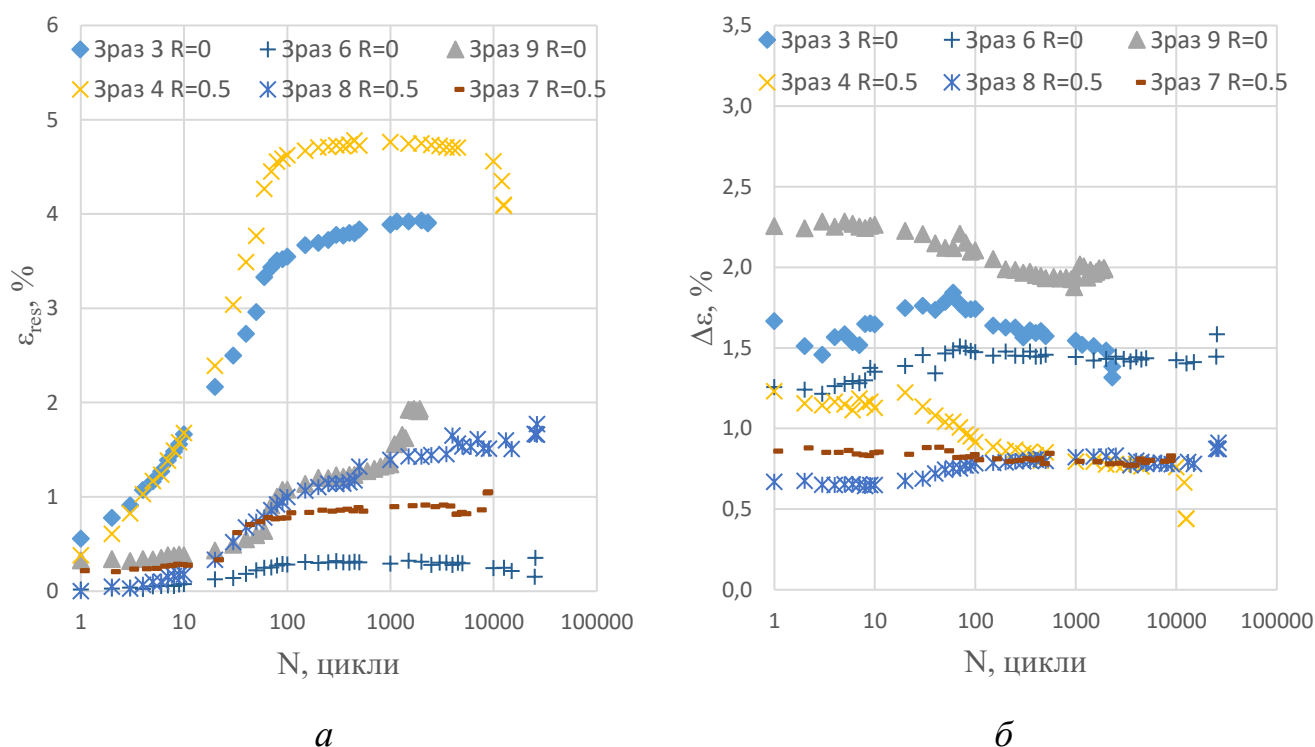 6
5
4
3
2
1
0
Зраз 3 R=0
Зраз 6 R=0
Зраз 9 R=0
Зраз 4 R=0.5
Зраз 8 R=0.5
Зраз 7 R=0.5
εres, %
1
10
100
1000
10000
100000
N, цикли
а
3,5
3,0
2,5
2,0
1,5
1,0
0,5
0,0
Зраз 3 R=0
Зраз 6 R=0
Зраз 9 R=0
Зраз 4 R=0.5
Зраз 8 R=0.5
Зраз 7 R=0.5
Δε, %
1
10
100
1000
10000
100000
N, цикли
б